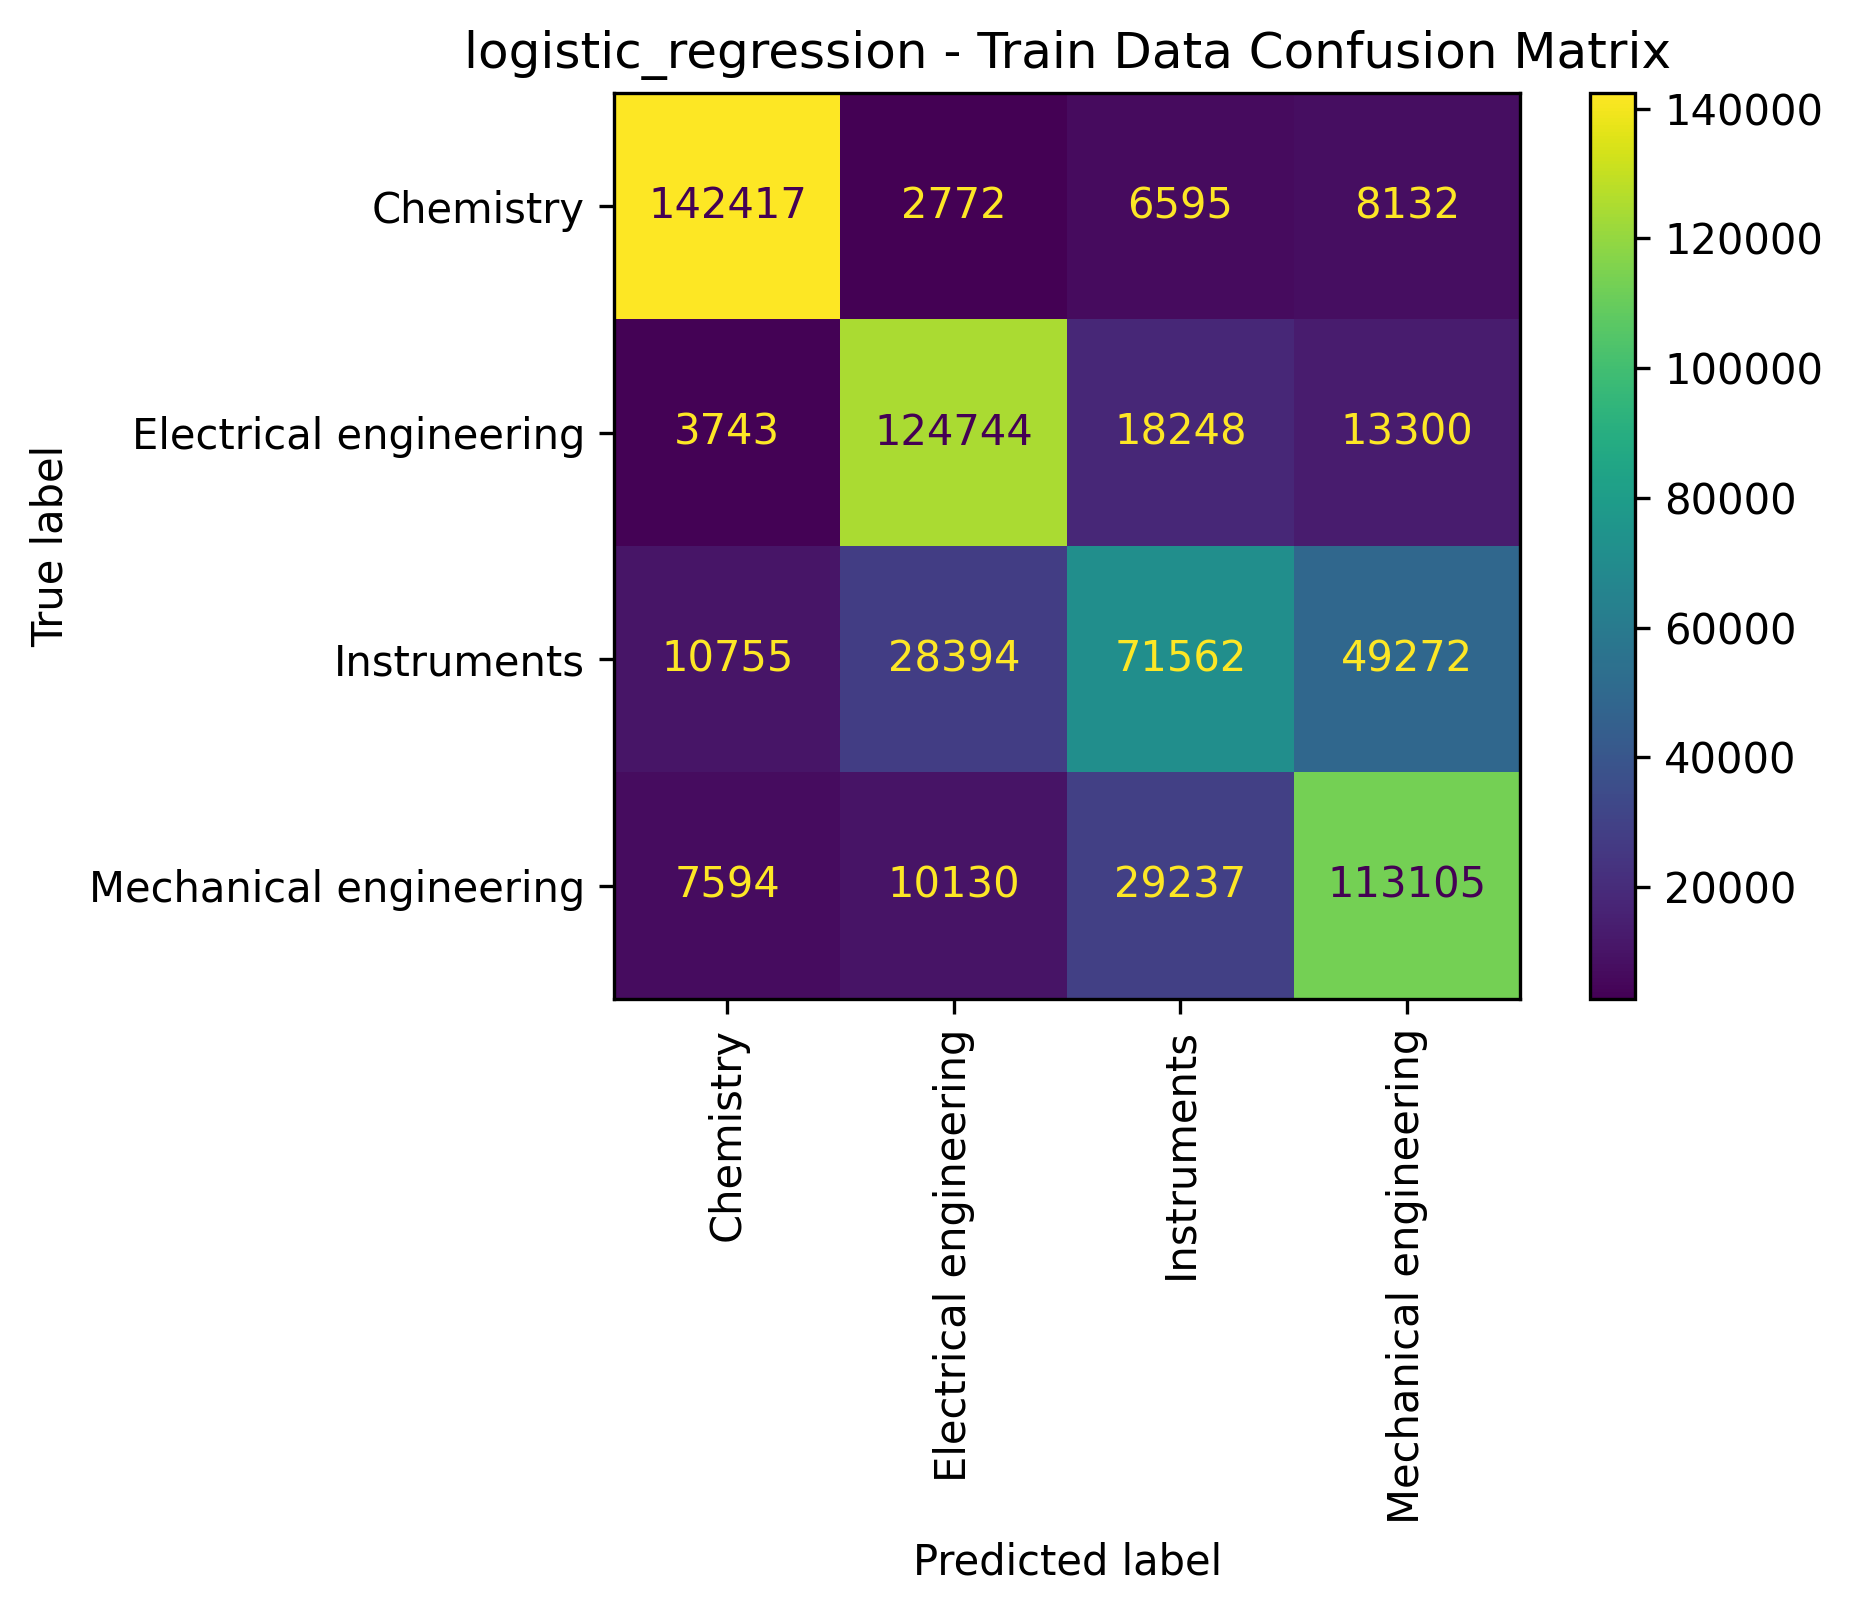 logistic_regression - Train Data Confusion Matrix
True label
Chemistry 142417 2772 6595 8132
Electrical engineering 3743 124744 18248 13300
Instruments 10755 28394 71562 49272
Mechanical engineering 7594 10130 29237 113105
Chemistry
Electrical engineering
Instruments
Mechanical engineering
Predicted label
140000
120000
100000
80000
60000
40000
20000